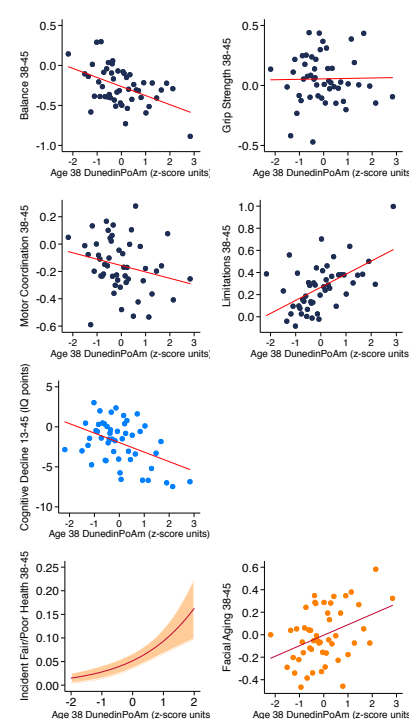 Balance 38-45
0.5
0.0
-0.5
-1.0
-2 -1 0 1 2 3
Age 38 DunedinPoAm (z-score units)
Grip Strength 38-45
0.5
0.0
-0.5
-2 -1 0 1 2 3
Age 38 DunedinPoAm (z-score units)
Motor Coordination 38-45
0.2
0.0
-0.2
-0.4
-0.6
-2 -1 0 1 2 3
Age 38 DunedinPoAm (z-score units)
Limitations 38-45
1.0
0.8
0.6
0.4
0.2
0.0
-2 -1 0 1 2 3
Age 38 DunedinPoAm (z-score units)
Cognitive Decline 13-45 (IQ points)
5
0
-5
-10
-2 -1 0 1 2 3
Age 38 DunedinPoAm (z-score units)
Incident Fair/Poor Health 38-45
0.25
0.20
0.15
0.10
0.05
0.00
-2 -1 0 1 2
Age 38 DunedinPoAm (z-score units)
Facial Aging 38-45
0.6
0.4
0.2
0.0
-0.2
-0.4
-2 -1 0 1 2 3
Age 38 DunedinPoAm (z-score units)